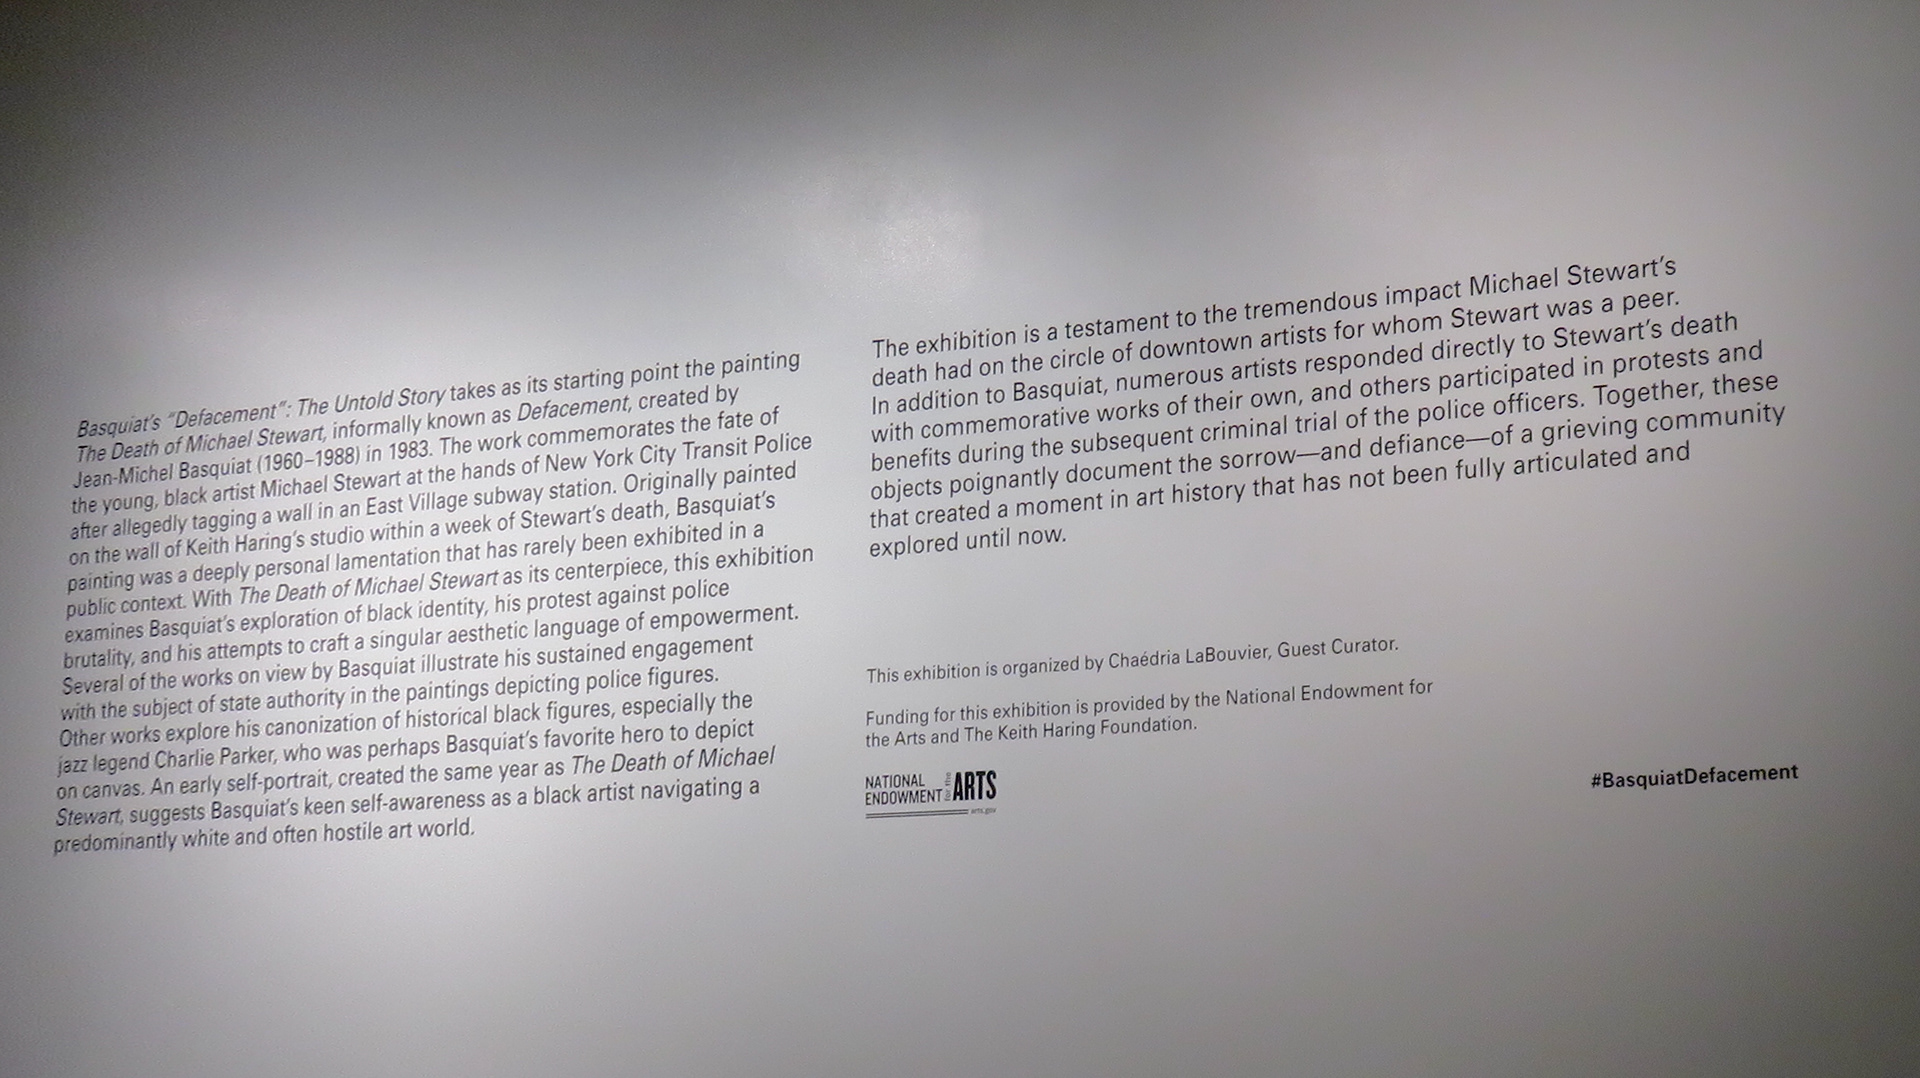 Basquiat's "Defacement": The Untold Story takes as its starting point the painting
The Death of Michael Stewart, informally known as Defacement, created by
Jean-Michel Basquiat (1960–1988) in 1983. The work commemorates the fate of
the young, black artist Michael Stewart at the hands of New York City Transit Police
after allegedly tagging a wall in an East Village subway station. Originally painted
on the wall of Keith Haring's studio within a week of Stewart's death, Basquiat's
painting was a deeply personal lamentation that has rarely been exhibited in a
public context. With The Death of Michael Stewart as its centerpiece, this exhibition
examines Basquiat's exploration of black identity, his protest against police
brutality, and his attempts to craft a singular aesthetic language of empowerment.
Several of the works on view by Basquiat illustrate his sustained engagement
with the subject of state authority in the paintings depicting police figures.
Other works explore his canonization of historical black figures, especially the
jazz legend Charlie Parker, who was perhaps Basquiat's favorite hero to depict
on canvas. An early self-portrait, created the same year as The Death of Michael
Stewart, suggests Basquiat's keen self-awareness as a black artist navigating a
predominantly white and often hostile art world.
The exhibition is a testament to the tremendous impact Michael Stewart's
death had on the circle of downtown artists for whom Stewart was a peer.
In addition to Basquiat, numerous artists responded directly to Stewart's death
with commemorative works of their own, and others participated in protests and
benefits during the subsequent criminal trial of the police officers. Together, these
objects poignantly document the sorrow—and defiance—of a grieving community
that created a moment in art history that has not been fully articulated and
explored until now.
This exhibition is organized by Chaédria LaBouvier, Guest Curator.
Funding for this exhibition is provided by the National Endowment for
the Arts and The Keith Haring Foundation.
NATIONAL
ENDOWMENT for the ARTS
arts.gov
#BasquiatDefacement